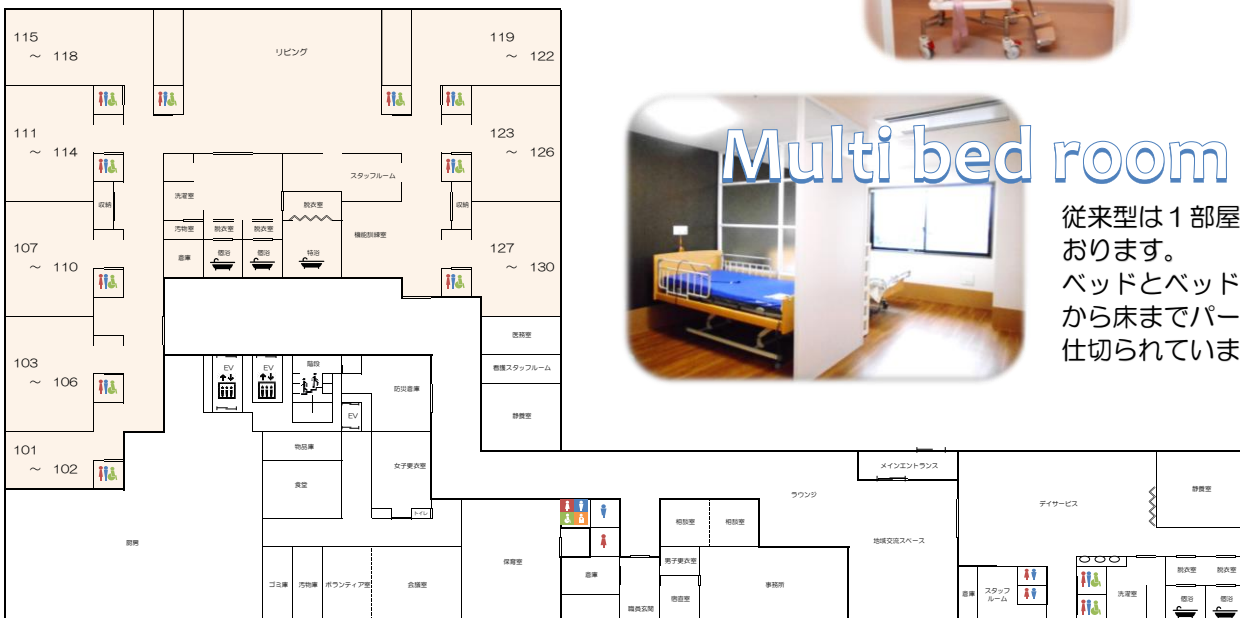 115
～ 118
リビング
119
～ 122
111
～ 114
123
～ 126
スタッフルーム
洗濯室
収納
脱衣室
収納
汚物室
脱衣室
脱衣室
機能訓練室
107
～ 110
倉庫
個浴
個浴
特浴
127
～ 130
医務室
103
～ 106
EV
EV
階段
看護スタッフルーム
防災倉庫
EV
静養室
101
～ 102
物品庫
女子更衣室
食堂
トイレ
厨房
ゴミ庫
汚物庫
ボランティア室
会議室
保育室
倉庫
職員玄関
相談室
相談室
男子更衣室
宿直室
事務所
ラウンジ
メインエントランス
地域交流スペース
デイサービス
静養室
倉庫
スタッフ
ルーム
洗濯室
脱衣室
脱衣室
個浴
個浴
Multi bed room
従来型は１部屋
おります。
ベッドとベッド
から床までパー
仕切られていま